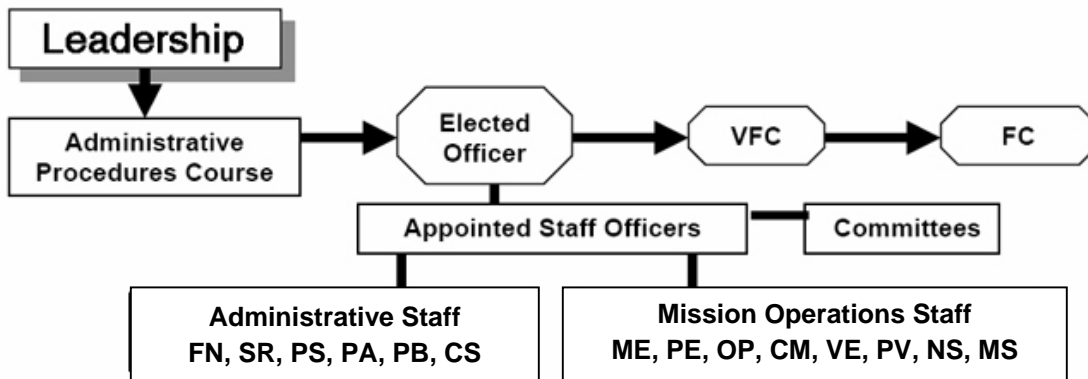 Leadership
Administrative
Procedures Course
Elected
Officer
VFC
FC
Appointed Staff Officers
Committees
Administrative Staff
FN, SR, PS, PA, PB, CS
Mission Operations Staff
ME, PE, OP, CM, VE, PV, NS, MS